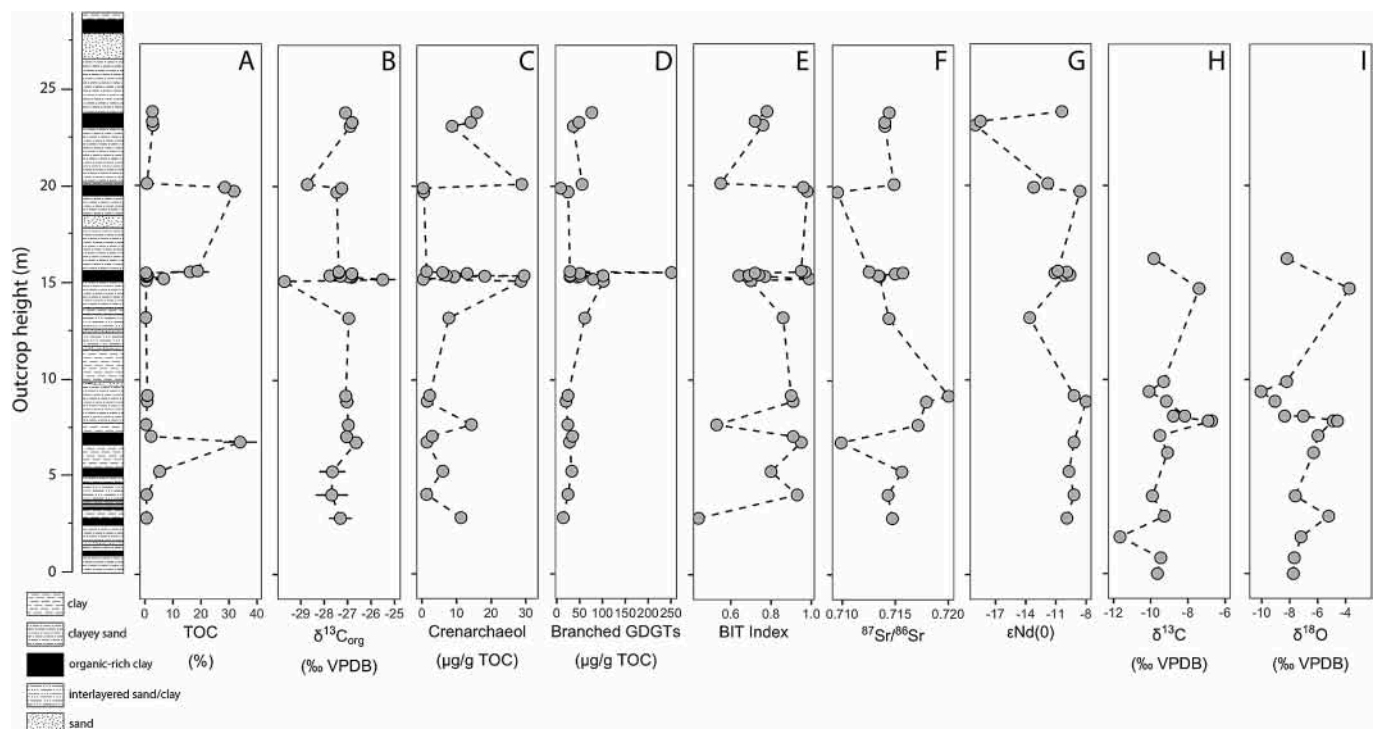 A B C D E F G H I
Outcrop height (m)
25
20
15
10
5
0
0 10 20 30 40
-29 -28 -27 -26 -25
0 10 20 30
0 50 100 150 200 250
0.6 0.8 1.0
0.710 0.715 0.720
-17 -14 -11 -8
-12 -10 -8 -6
-10 -8 -6 -4
TOC
(%)
δ¹³Corg
(‰ VPDB)
Crenarchaeol
(µg/g TOC)
Branched GDGTs
(µg/g TOC)
BIT Index
⁸⁷Sr/⁸⁶Sr
εNd(0)
δ¹³C
(‰ VPDB)
δ¹⁸O
(‰ VPDB)
clay
clayey sand
organic-rich clay
interlayered sand/clay
sand